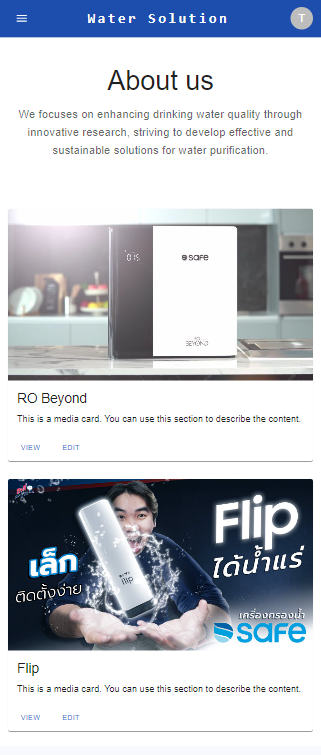 Water Solution
T
About us
We focuses on enhancing drinking water quality through
innovative research, striving to develop effective and
sustainable solutions for water purification.
015
SAFE
RO
BEYOND
RO Beyond
This is a media card. You can use this section to describe the content.
VIEW EDIT
Flip
เล็ก
ได้น้ำแร่
ติดตั้งง่าย
flip
เครื่องกรองน้ำ
SAFE
Flip
This is a media card. You can use this section to describe the content.
VIEW EDIT